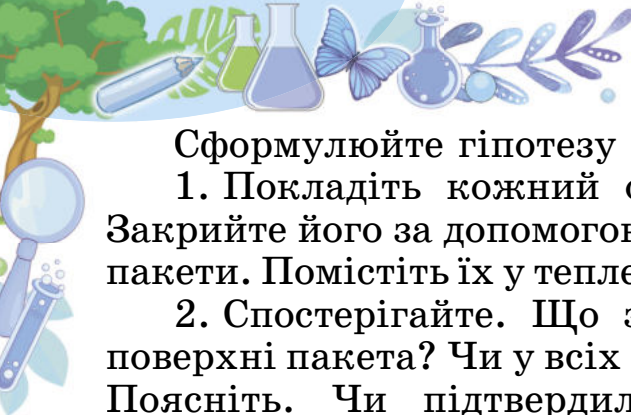 Сформулюйте гіпотезу
1. Покладіть кожний
Закрийте його за допомогою
пакети. Помістіть їх у тепле
2. Спостерігайте. Що
поверхні пакета? Чи у всіх
Поясніть. Чи підтвердил